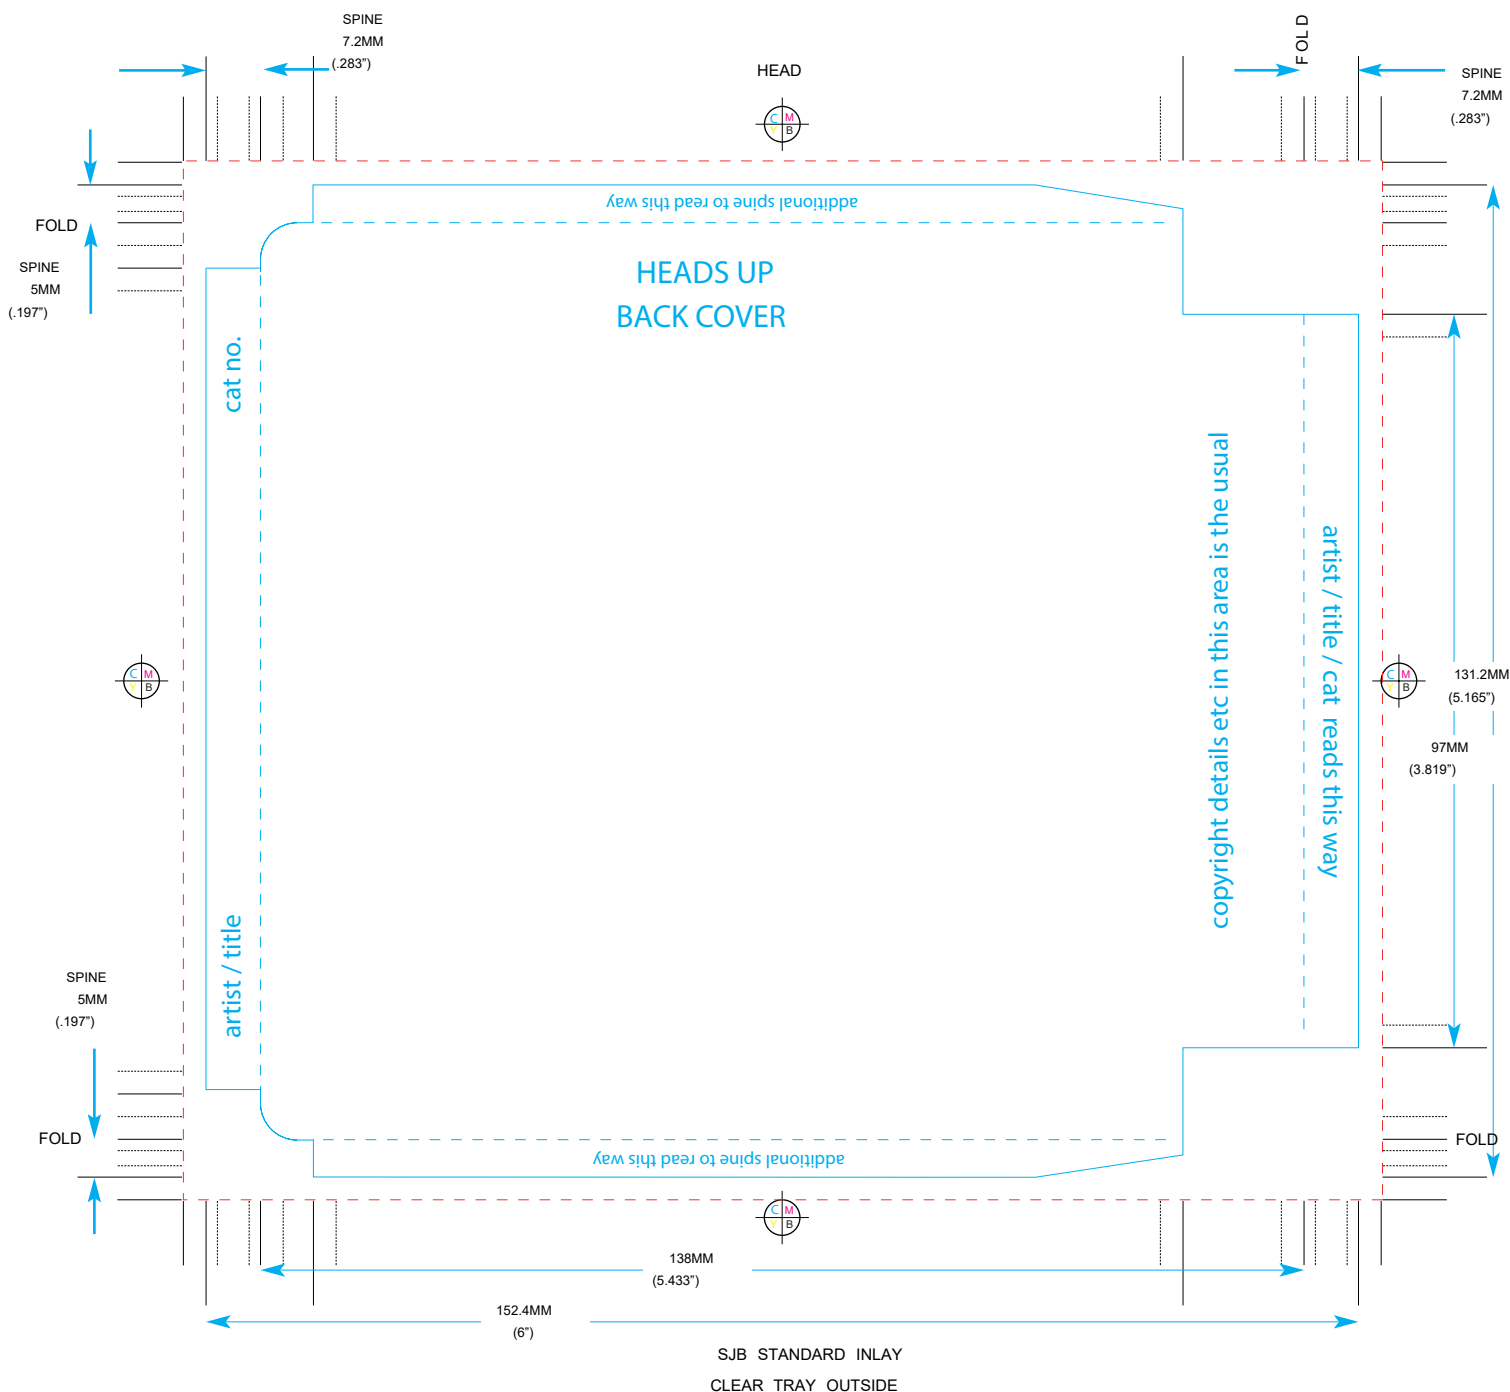 SPINE
7.2MM
(.283")
HEAD
FOLD
SPINE
7.2MM
(.283")
C M
Y B
additional spine to read this way
FOLD
SPINE
5MM
(.197")
HEADS UP
BACK COVER
cat no.
artist / title
copyright details etc in this area is the usual
artist / title / cat reads this way
C M
Y B
C M
Y B
131.2MM
(5.165")
97MM
(3.819")
SPINE
5MM
(.197")
FOLD
FOLD
additional spine to read this way
C M
Y B
138MM
(5.433")
152.4MM
(6")
SJB STANDARD INLAY
CLEAR TRAY OUTSIDE